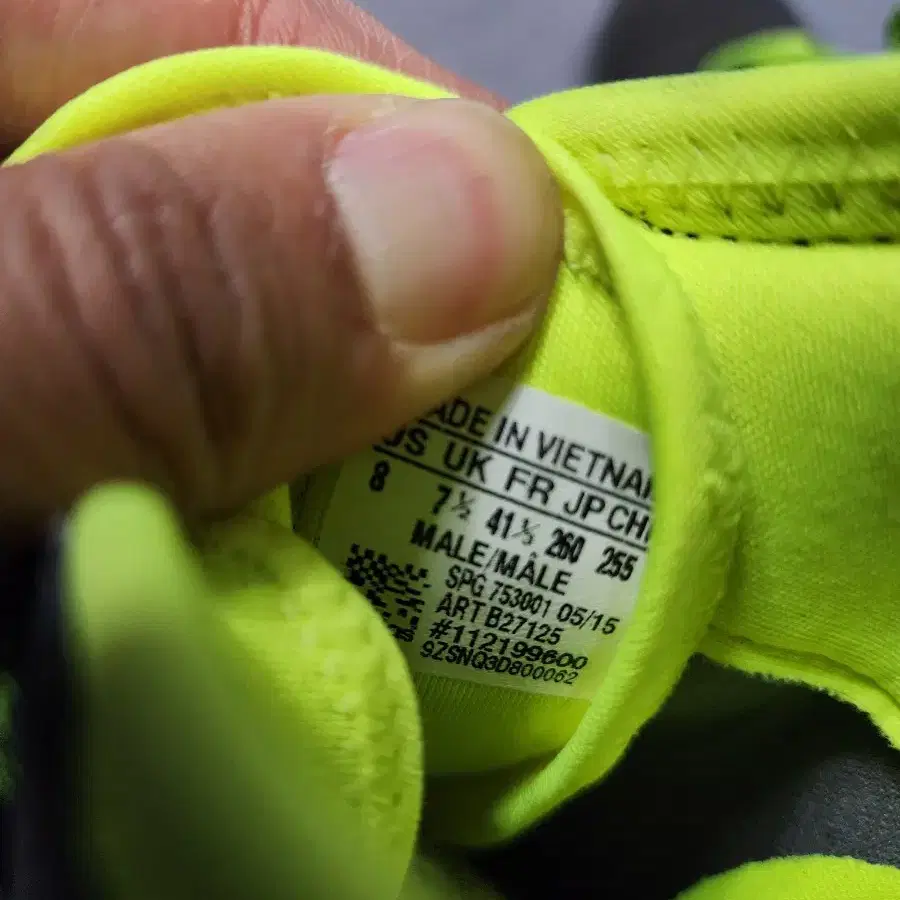 ADE IN VIETNA
US UK FR JP CH
8 7½ 41⅓ 260 255
MALE/MÂLE
SPG 753001 05/15
ART B27125
#112199600
9ZSNQ3D800062